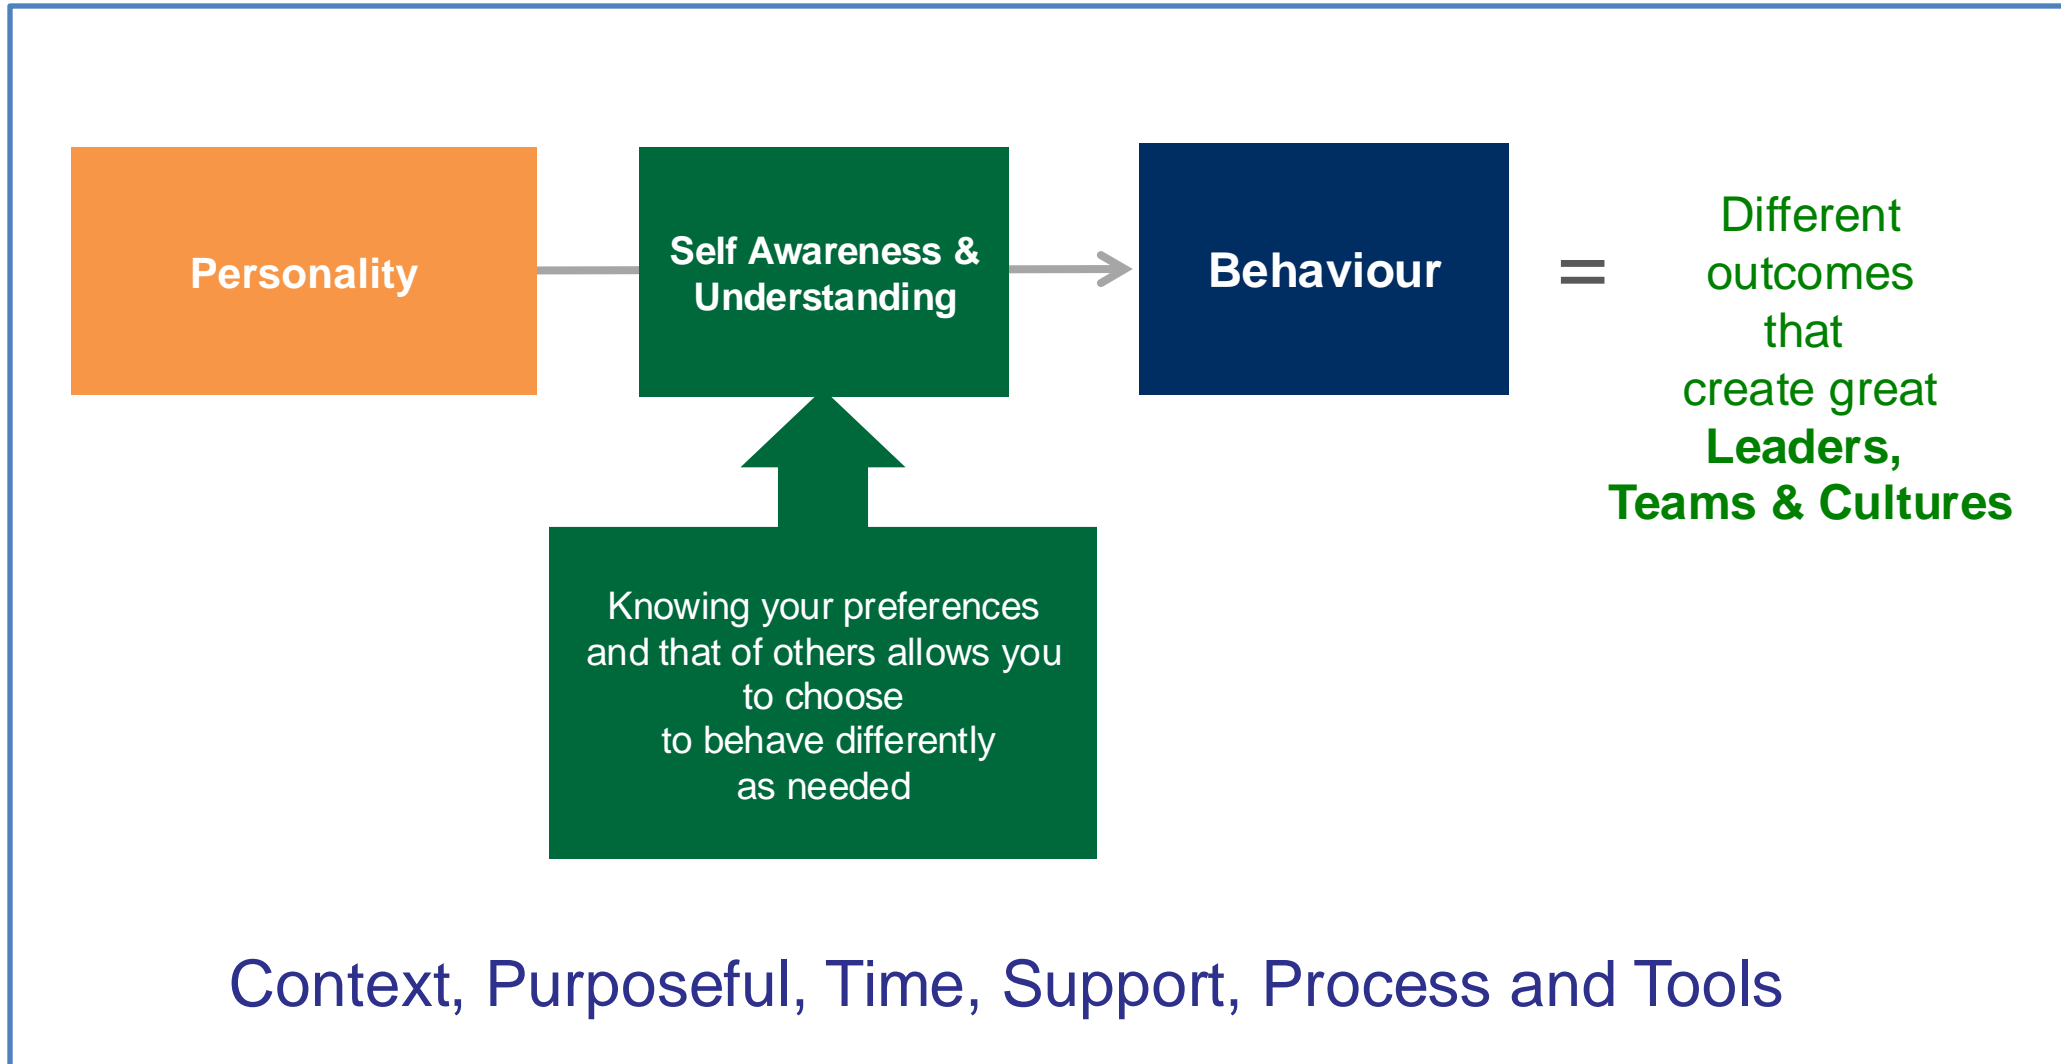 Personality
Self Awareness &
Understanding
Behaviour
=
Different
outcomes
that
create great
Leaders,
Teams & Cultures
Knowing your preferences
and that of others allows you
to choose
to behave differently
as needed
Context, Purposeful, Time, Support, Process and Tools